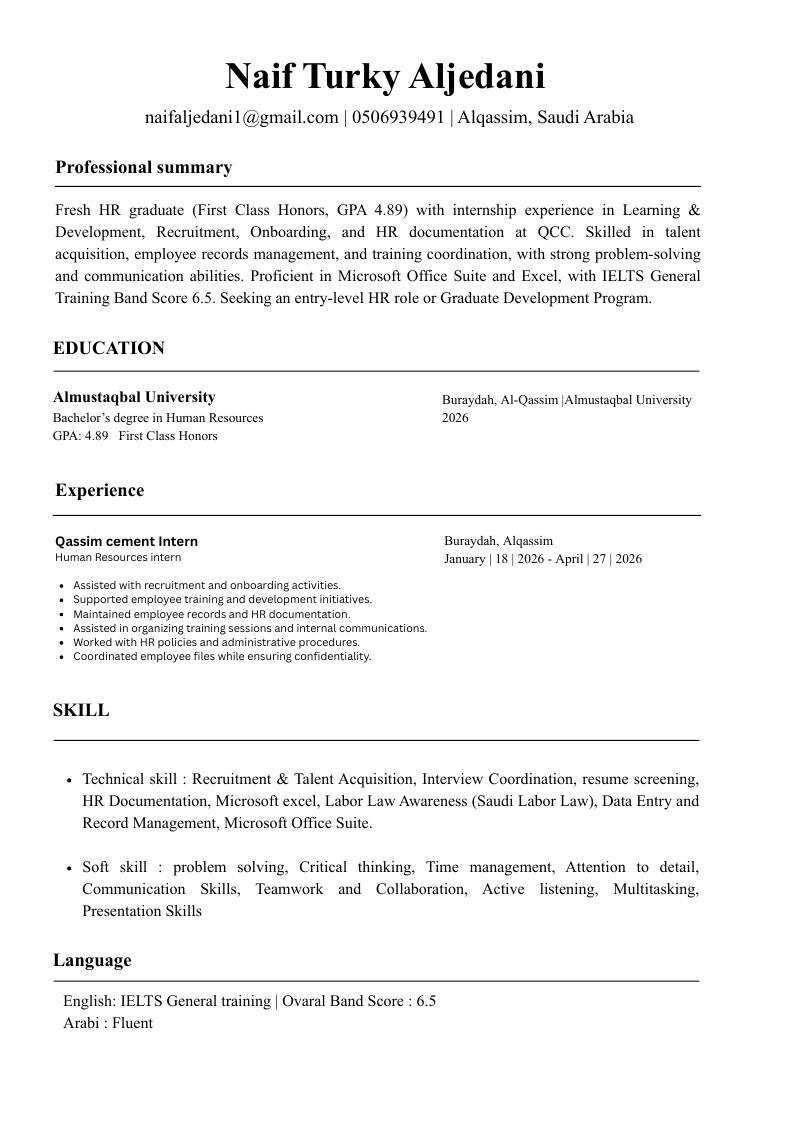 Naif Turky Aljedani
naifaljedani1@gmail.com | 0506939491 | Alqassim, Saudi Arabia
Professional summary
Fresh HR graduate (First Class Honors, GPA 4.89) with internship experience in Learning &
Development, Recruitment, Onboarding, and HR documentation at QCC. Skilled in talent
acquisition, employee records management, and training coordination, with strong problem-solving
and communication abilities. Proficient in Microsoft Office Suite and Excel, with IELTS General
Training Band Score 6.5. Seeking an entry-level HR role or Graduate Development Program.
EDUCATION
Almustaqbal University
Bachelor’s degree in Human Resources
GPA: 4.89 First Class Honors
Buraydah, Al-Qassim |Almustaqbal University
2026
Experience
Qassim cement Intern
Human Resources intern
Buraydah, Alqassim
January | 18 | 2026 - April | 27 | 2026
• Assisted with recruitment and onboarding activities.
• Supported employee training and development initiatives.
• Maintained employee records and HR documentation.
• Assisted in organizing training sessions and internal communications.
• Worked with HR policies and administrative procedures.
• Coordinated employee files while ensuring confidentiality.
SKILL
• Technical skill : Recruitment & Talent Acquisition, Interview Coordination, resume screening,
HR Documentation, Microsoft excel, Labor Law Awareness (Saudi Labor Law), Data Entry and
Record Management, Microsoft Office Suite.
• Soft skill : problem solving, Critical thinking, Time management, Attention to detail,
Communication Skills, Teamwork and Collaboration, Active listening, Multitasking,
Presentation Skills
Language
English: IELTS General training | Ovaral Band Score : 6.5
Arabi : Fluent